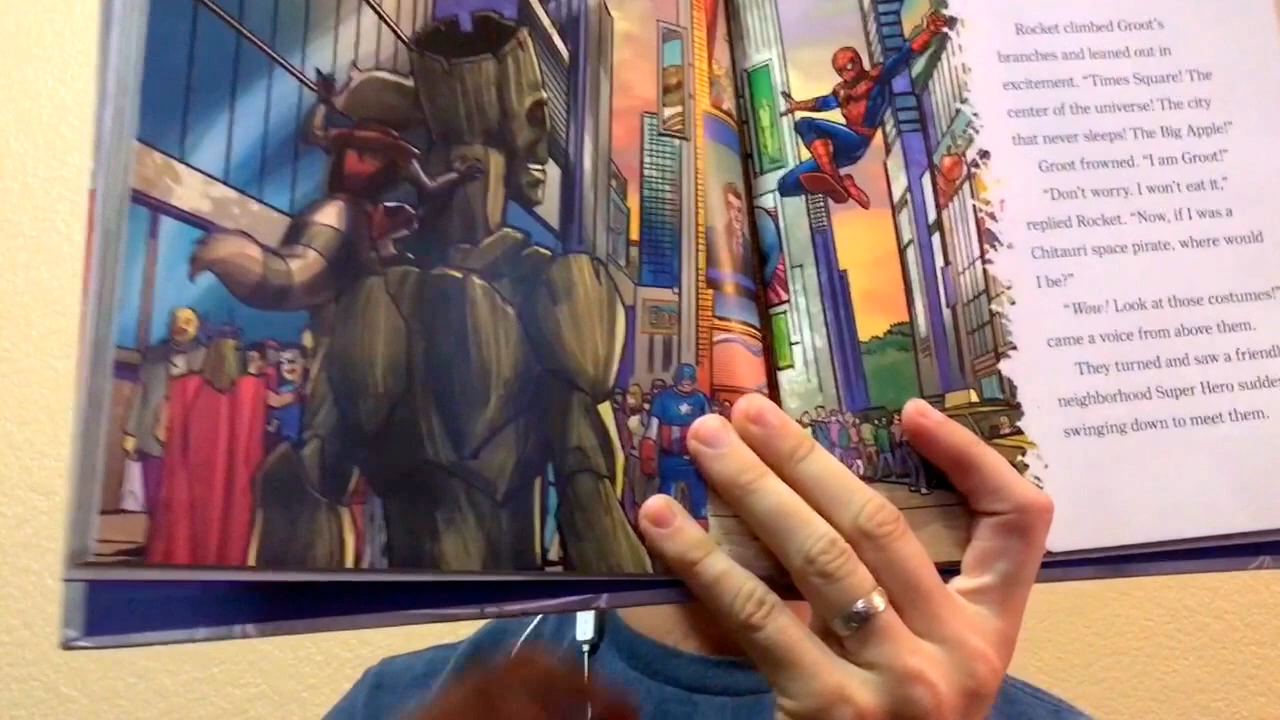 Rocket climbed Groot's
branches and leaned out in
excitement. "Times Square! The
center of the universe! The city
that never sleeps! The Big Apple!"
Groot frowned. "I am Groot!"
"Don't worry. I won't eat it,"
replied Rocket. "Now, if I was a
Chitauri space pirate, where would
I be?"
"Wow! Look at those costumes!"
came a voice from above them.
They turned and saw a friendl
neighborhood Super Hero sudde
swinging down to meet them.